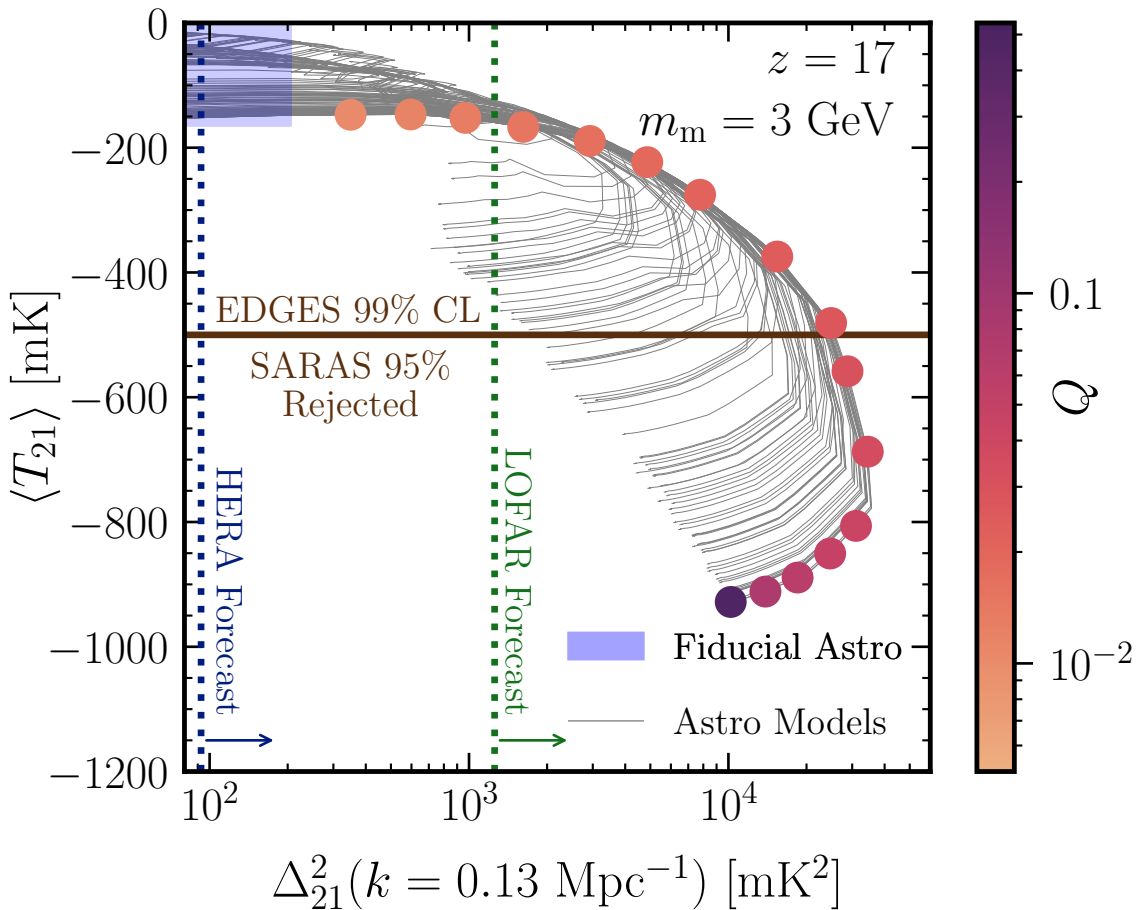 z = 17
m_m = 3 GeV
0
−200
−400
−600
−800
−1000
−1200
⟨T_21⟩ [mK]
EDGES 99% CL
SARAS 95%
Rejected
HERA Forecast
LOFAR Forecast
Fiducial Astro
Astro Models
10^2
10^3
10^4
Δ^2_21(k = 0.13 Mpc^−1) [mK^2]
0.1
10^−2
Q